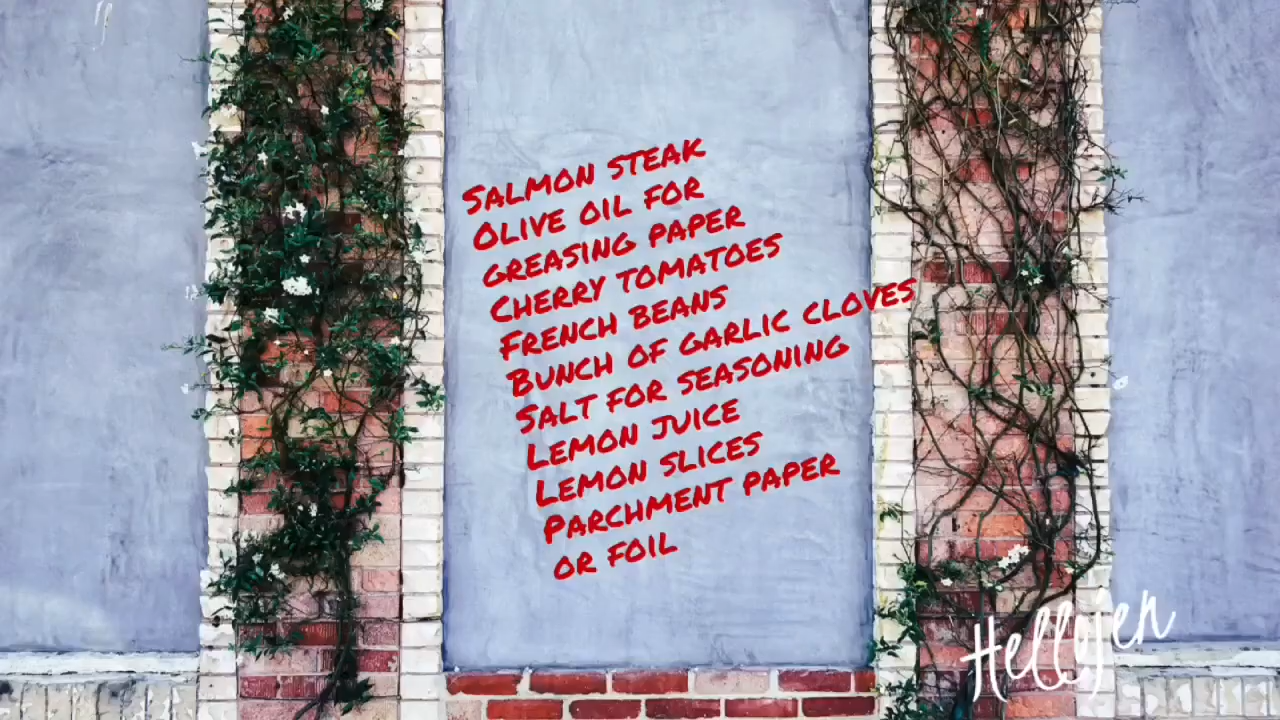 Salmon steak
Olive oil for
greasing paper
Cherry tomatoes
French beans
Bunch of garlic cloves
Salt for seasoning
Lemon juice
Lemon slices
Parchment paper
or foil
Hellojen